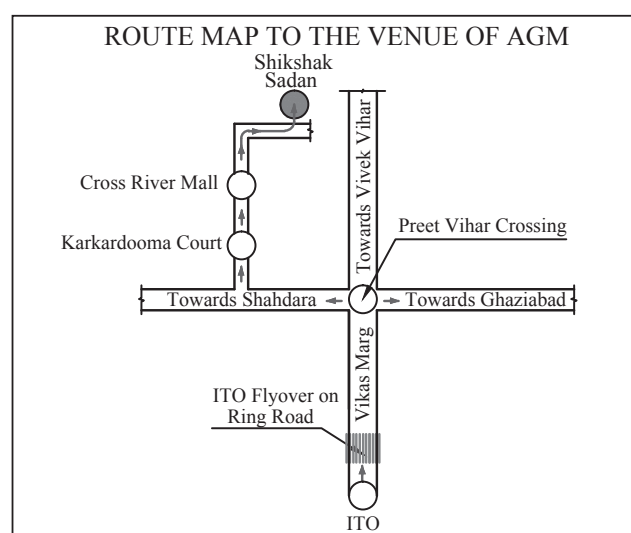 ROUTE MAP TO THE VENUE OF AGM
Shikshak
Sadan
Towards Vivek Vihar
Cross River Mall
Preet Vihar Crossing
Karkardooma Court
Towards Shahdara
Towards Ghaziabad
Vikas Marg
ITO Flyover on
Ring Road
ITO